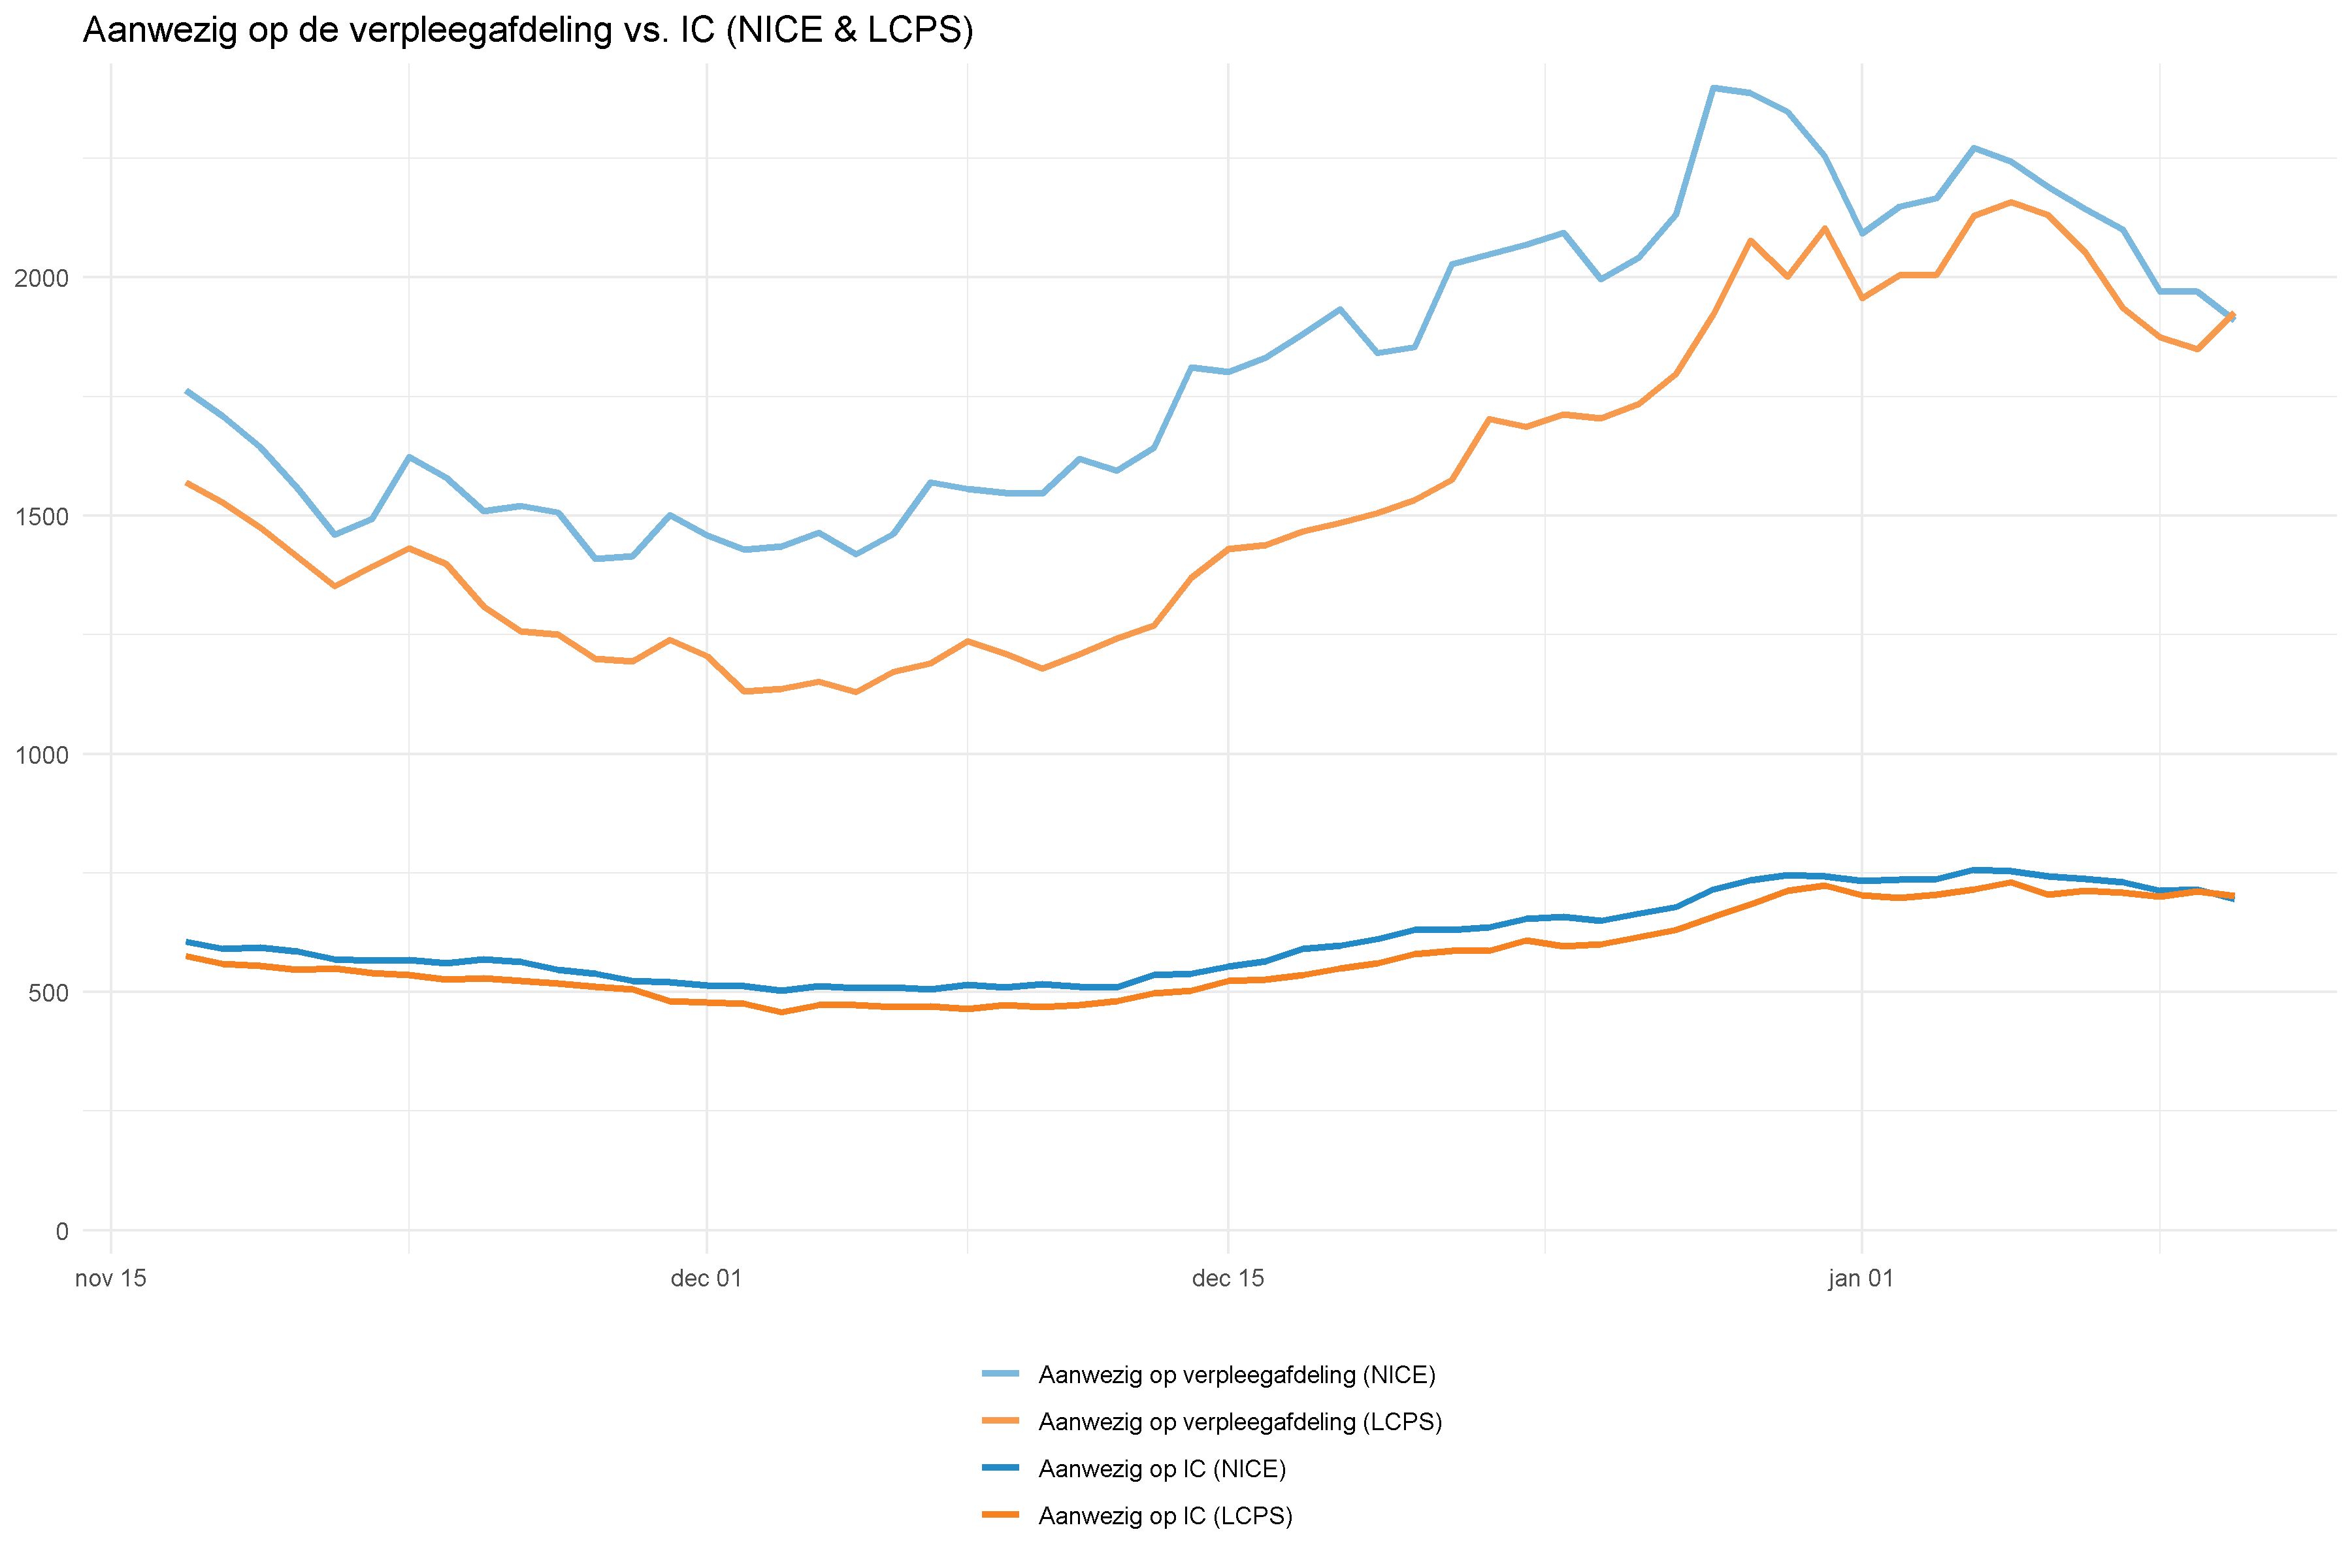 Aanwezig op de verpleegafdeling vs. IC (NICE & LCPS)
2000
1500
1000
500
0
nov 15
dec 01
dec 15
jan 01
Aanwezig op verpleegafdeling (NICE)
Aanwezig op verpleegafdeling (LCPS)
Aanwezig op IC (NICE)
Aanwezig op IC (LCPS)